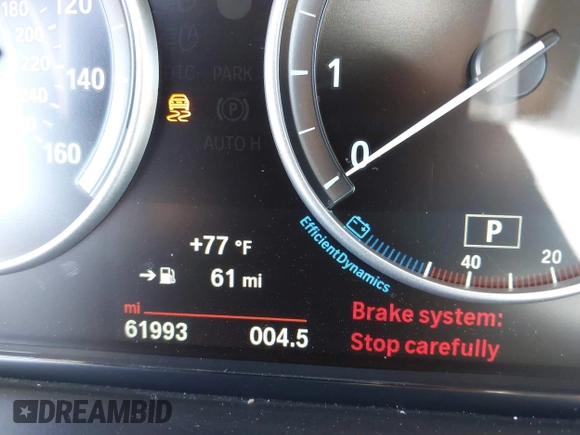 180
120
200
220
140
240
160
TC
PARK
(P)
AUTO H
1
0
+77 °F
61 mi
mi
61993
004.5
EfficientDynamics
P
40
20
Brake system:
Stop carefully
DREAMBID